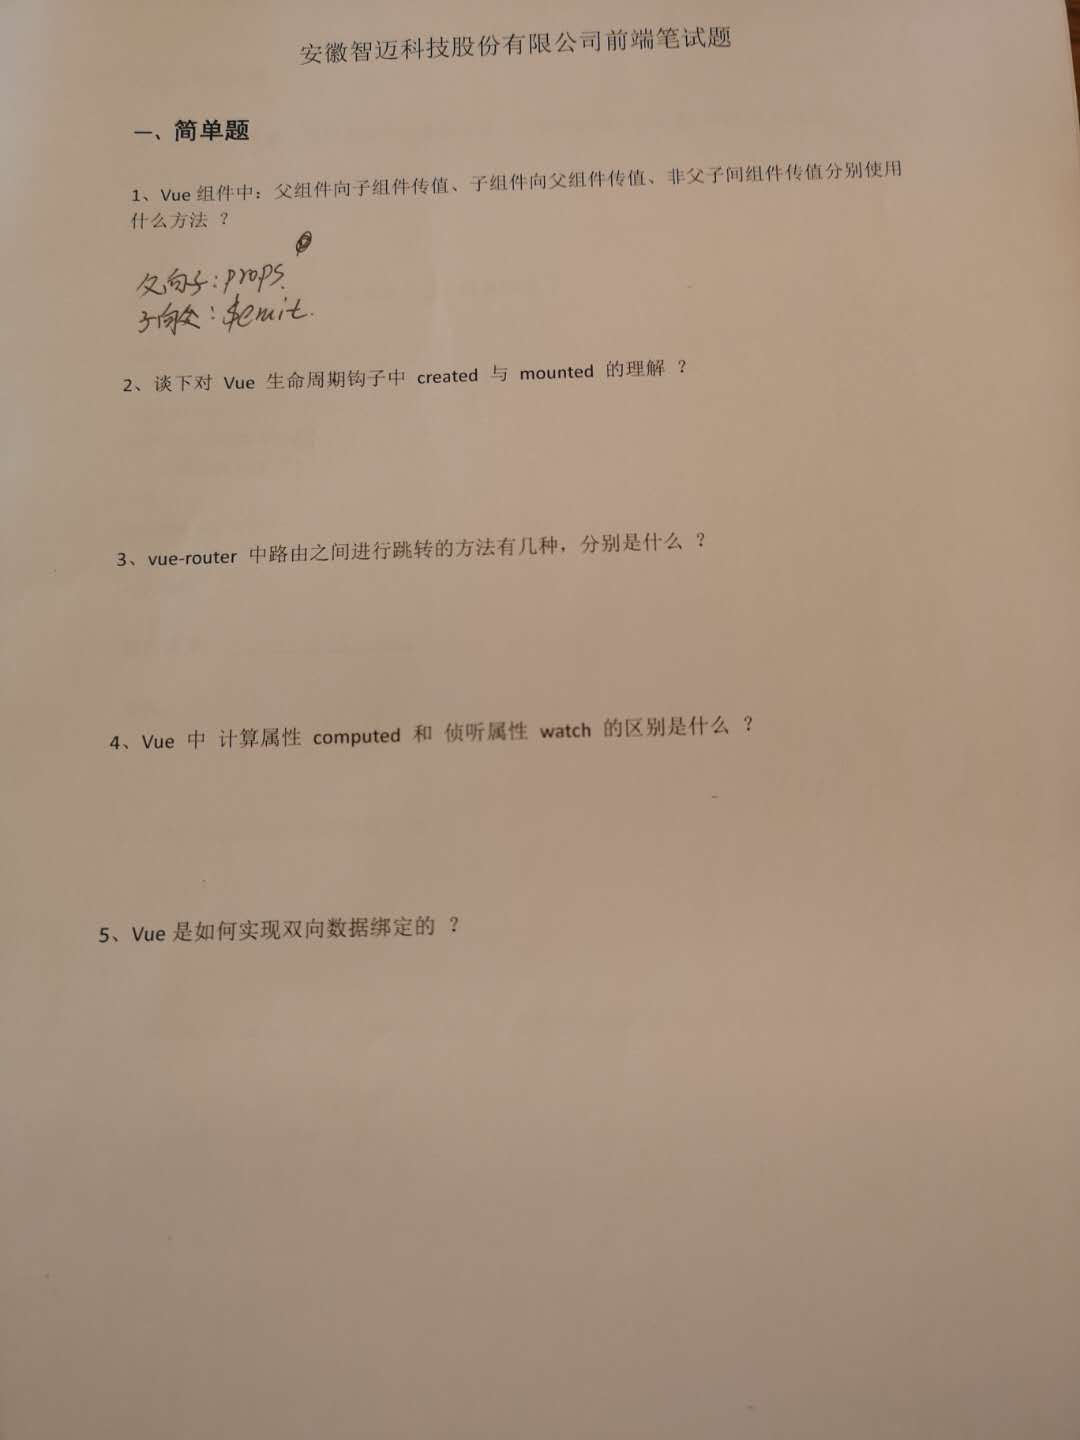 安徽智迈科技股份有限公司前端笔试题
一、简单题
1、Vue 组件中：父组件向子组件传值、子组件向父组件传值、非父子间组件传值分别使用
什么方法 ？
父向子：props.
子向父：$emit.
2、谈下对 Vue 生命周期钩子中 created 与 mounted 的理解 ？
3、vue-router 中路由之间进行跳转的方法有几种，分别是什么 ？
4、Vue 中 计算属性 computed 和 侦听属性 watch 的区别是什么 ？
5、Vue 是如何实现双向数据绑定的 ？